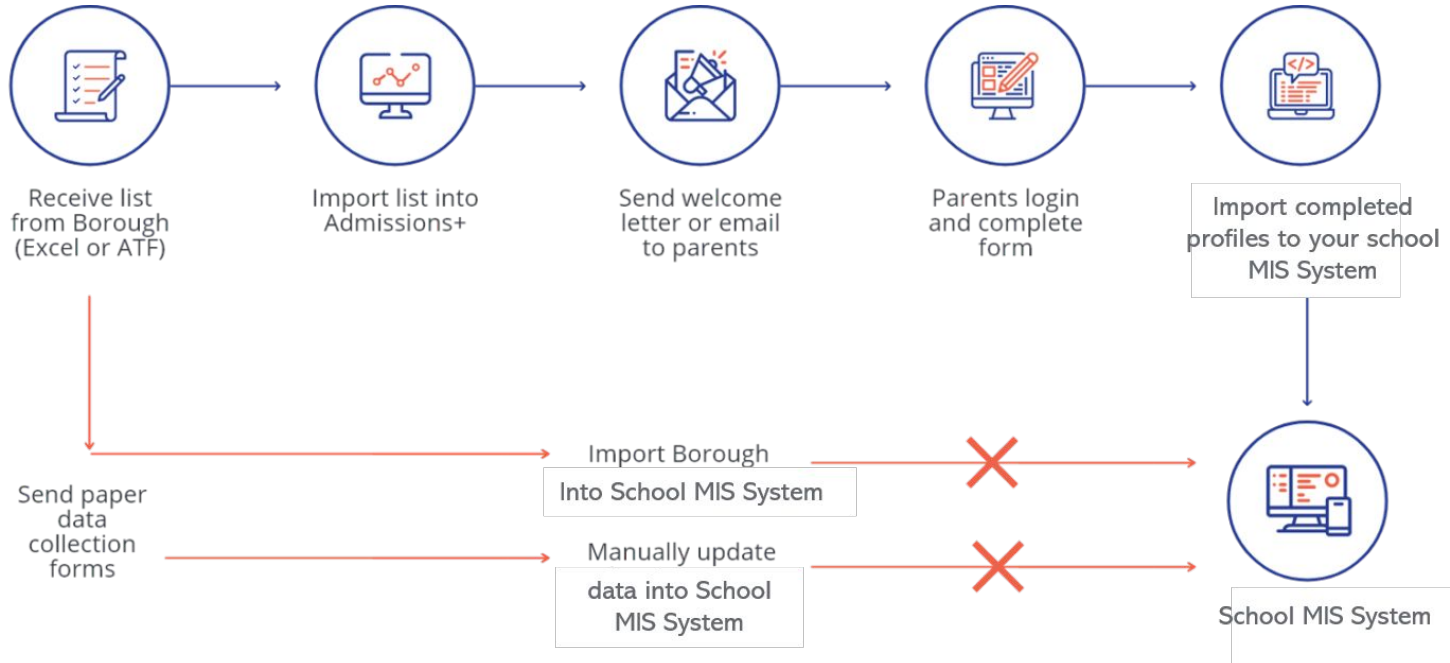 Receive list
from Borough
(Excel or ATF)
Import list into
Admissions+
Send welcome
letter or email
to parents
Parents login
and complete
form
Import completed
profiles to your school
MIS System
Import Borough
Into School MIS System
Send paper
data
collection
forms
Manually update
data into School
MIS System
School MIS System